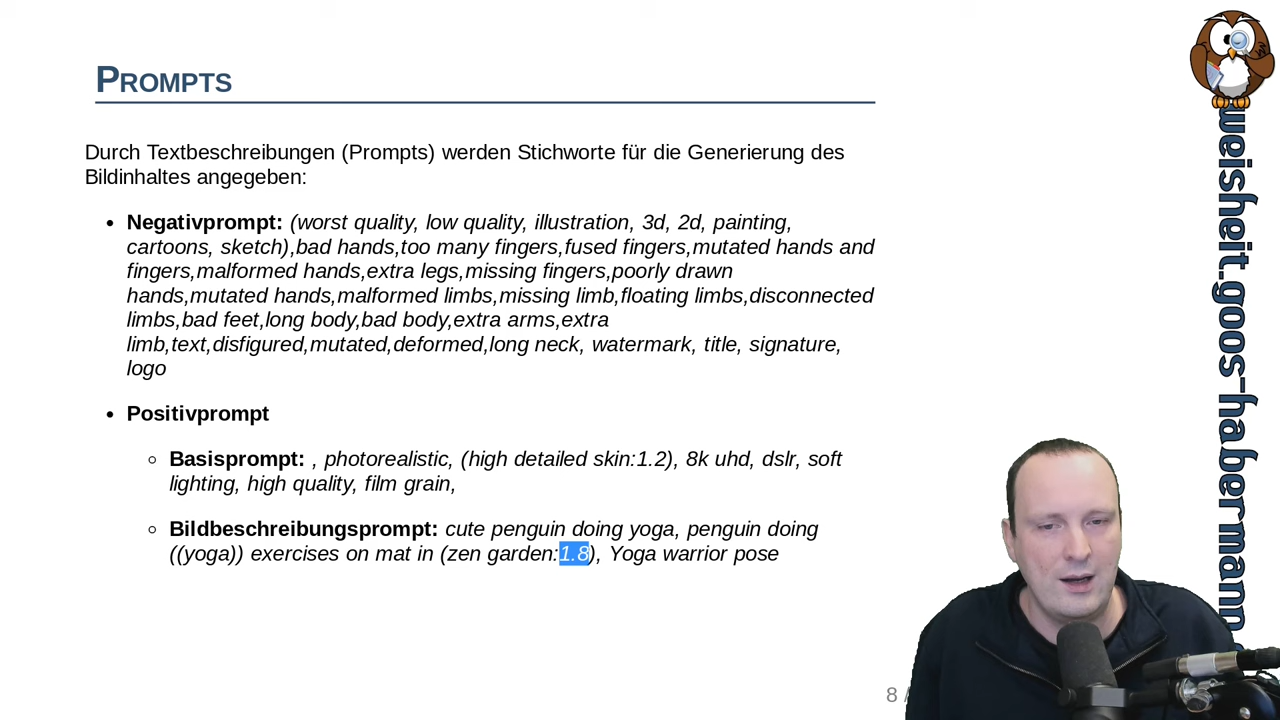 PROMPTS
Durch Textbeschreibungen (Prompts) werden Stichworte für die Generierung des
Bildinhaltes angegeben:
• Negativprompt: (worst quality, low quality, illustration, 3d, 2d, painting,
cartoons, sketch),bad hands,too many fingers,fused fingers,mutated hands and
fingers,malformed hands,extra legs,missing fingers,poorly drawn
hands,mutated hands,malformed limbs,missing limb,floating limbs,disconnected
limbs,bad feet,long body,bad body,extra arms,extra
limb,text,disfigured,mutated,deformed,long neck, watermark, title, signature,
logo
• Positivprompt
◦ Basisprompt: , photorealistic, (high detailed skin:1.2), 8k uhd, dslr, soft
lighting, high quality, film grain,
◦ Bildbeschreibungsprompt: cute penguin doing yoga, penguin doing
((yoga)) exercises on mat in (zen garden:1.8), Yoga warrior pose
8 /
weisheit.goos-habermann.